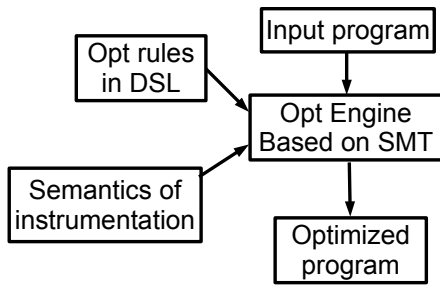 Input program
Opt rules
in DSL
Opt Engine
Based on SMT
Semantics of
instrumentation
Optimized
program